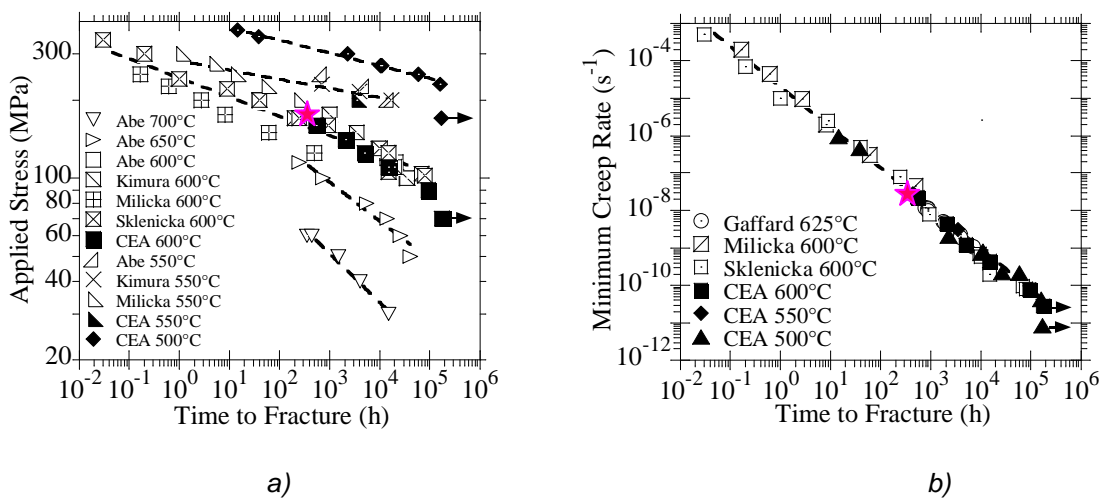 300
100
80
60
40
20
Applied Stress (MPa)
Abe 700°C
Abe 650°C
Abe 600°C
Kimura 600°C
Milicka 600°C
Sklenicka 600°C
CEA 600°C
Abe 550°C
Kimura 550°C
Milicka 550°C
CEA 550°C
CEA 500°C
10⁻² 10⁻¹ 10⁰ 10¹ 10² 10³ 10⁴ 10⁵ 10⁶
Time to Fracture (h)
a)
10⁻⁴
10⁻⁶
10⁻⁸
10⁻¹⁰
10⁻¹²
Minimum Creep Rate (s⁻¹)
Gaffard 625°C
Milicka 600°C
Sklenicka 600°C
CEA 600°C
CEA 550°C
CEA 500°C
10⁻² 10⁻¹ 10⁰ 10¹ 10² 10³ 10⁴ 10⁵ 10⁶
Time to Fracture (h)
b)